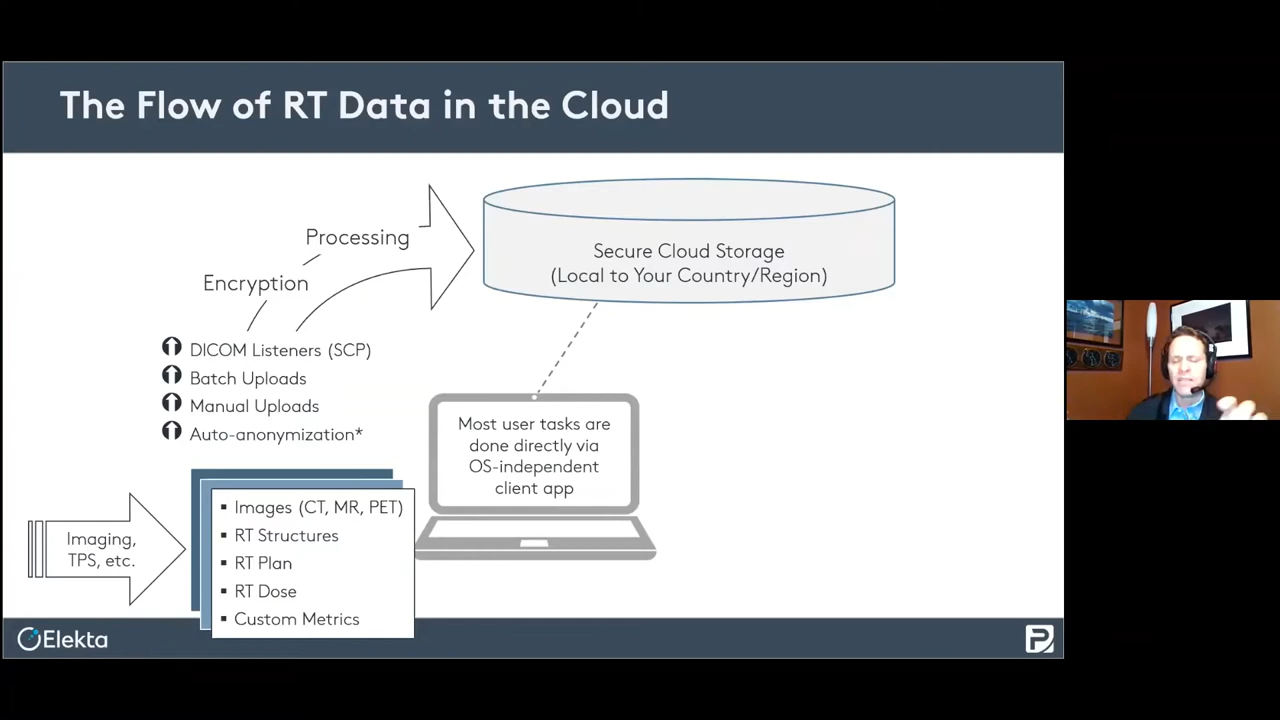 The Flow of RT Data in the Cloud
Processing
Encryption
Secure Cloud Storage
(Local to Your Country/Region)
DICOM Listeners (SCP)
Batch Uploads
Manual Uploads
Auto-anonymization*
Most user tasks are
done directly via
OS-independent
client app
Imaging,
TPS, etc.
▪ Images (CT, MR, PET)
▪ RT Structures
▪ RT Plan
▪ RT Dose
▪ Custom Metrics
Elekta
P